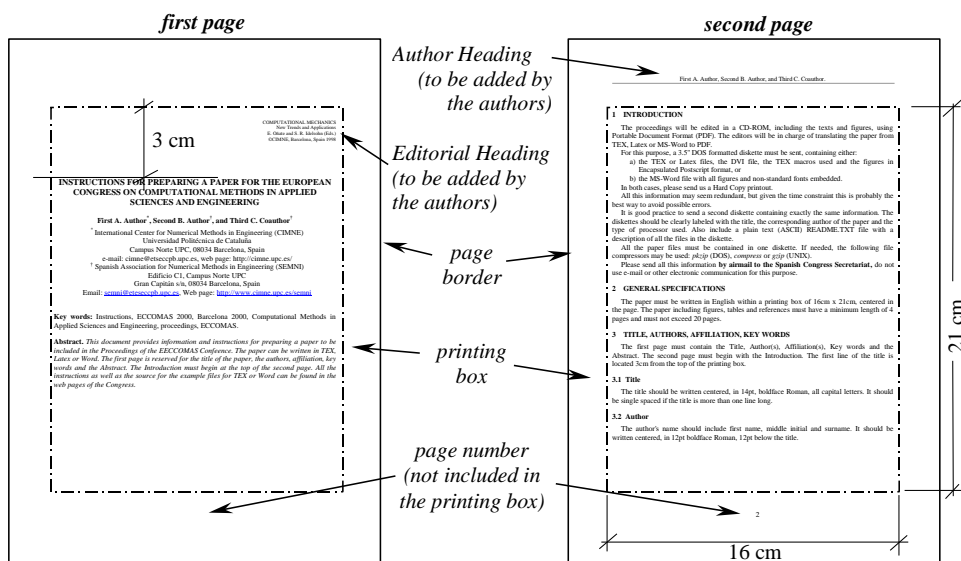 first page
second page
Author Heading
(to be added by
the authors)
Editorial Heading
(to be added by
the authors)
page
border
printing
box
page number
(not included in
the printing box)
3 cm
COMPUTATIONAL MECHANICS
New Trends and Applications
E. Oñate and S. R. Idelsohn (Eds.)
©CIMNE, Barcelona, Spain 1998
INSTRUCTIONS FOR PREPARING A PAPER FOR THE EUROPEAN
CONGRESS ON COMPUTATIONAL METHODS IN APPLIED
SCIENCES AND ENGINEERING
First A. Author*, Second B. Author†, and Third C. Coauthor†
* International Center for Numerical Methods in Engineering (CIMNE)
Universidad Politécnica de Cataluña
Campus Norte UPC, 08034 Barcelona, Spain
e-mail: cimne@etseccpb.upc.es, web page: http://cimne.upc.es/
† Spanish Association for Numerical Methods in Engineering (SEMNI)
Edificio C1, Campus Norte UPC
Gran Capitán s/n, 08034 Barcelona, Spain
Email: semni@etseccpb.upc.es, Web page: http://www.cimne.upc.es/semni
Key words: Instructions, ECCOMAS 2000, Barcelona 2000, Computational Methods in
Applied Sciences and Engineering, proceedings, ECCOMAS.
Abstract. This document provides information and instructions for preparing a paper to be
included in the Proceedings of the EECCOMAS Conference. The paper can be written in TEX,
Latex or Word. The first page is reserved for the title of the paper, the authors, affiliation, key
words and the Abstract. The Introduction must begin at the top of the second page. All the
instructions as well as the source for the example files for TEX or Word can be found in the
web pages of the Congress.
First A. Author, Second B. Author, and Third C. Coauthor.
1 INTRODUCTION
The proceedings will be edited in a CD-ROM, including the texts and figures, using
Portable Document Format (PDF). The editors will be in charge of translating the paper from
TEX, Latex or MS-Word to PDF.
For this purpose, a 3.5" DOS formatted diskette must be sent, containing either:
a) the TEX or Latex files, the DVI file, the TEX macros used and the figures in
Encapsulated Postscript format, or
b) the MS-Word file with all figures and non-standard fonts embedded.
In both cases, please send us a Hard Copy printout.
All this information may seem redundant, but given the time constraint this is probably the
best way to avoid possible errors.
It is good practice to send a second diskette containing exactly the same information. The
diskettes should be clearly labeled with the title, the corresponding author of the paper and the
type of processor used. Also include a plain text (ASCII) README.TXT file with a
description of all the files in the diskette.
All the paper files must be contained in one diskette. If needed, the following file
compressors may be used: pkzip (DOS), compress or gzip (UNIX).
Please send all this information by airmail to the Spanish Congress Secretariat, do not
use e-mail or other electronic communication for this purpose.
2 GENERAL SPECIFICATIONS
The paper must be written in English within a printing box of 16cm x 21cm, centered in
the page. The paper including figures, tables and references must have a minimum length of 4
pages and must not exceed 20 pages.
3 TITLE, AUTHORS, AFFILIATION, KEY WORDS
The first page must contain the Title, Author(s), Affiliation(s), Key words and the
Abstract. The second page must begin with the Introduction. The first line of the title is
located 3cm from the top of the printing box.
3.1 Title
The title should be written centered, in 14pt, boldface Roman, all capital letters. It should
be single spaced if the title is more than one line long.
3.2 Author
The author's name should include first name, middle initial and surname. It should be
written centered, in 12pt boldface Roman, 12pt below the title.
2
21 cm
16 cm